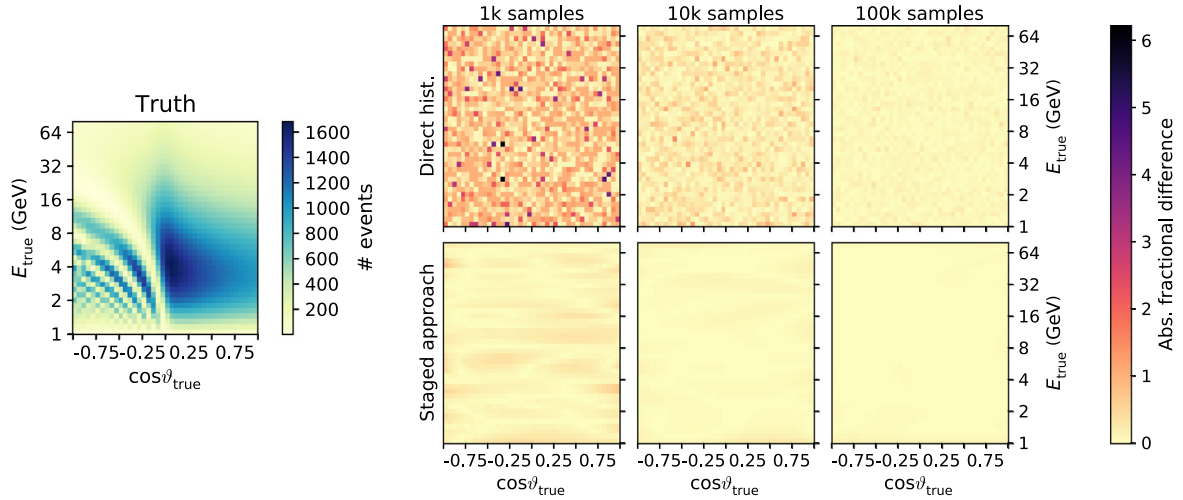 Truth
64
32
16
8
4
2
1
E_true (GeV)
-0.75-0.25 0.25 0.75
cosϑ_true
1600
1400
1200
1000
800
600
400
200
# events
1k samples
10k samples
100k samples
Direct hist.
64
32
16
8
4
2
1
E_true (GeV)
Staged approach
64
32
16
8
4
2
1
E_true (GeV)
-0.75-0.25 0.25 0.75
-0.75-0.25 0.25 0.75
-0.75-0.25 0.25 0.75
cosϑ_true
cosϑ_true
cosϑ_true
6
5
4
3
2
1
0
Abs. fractional difference